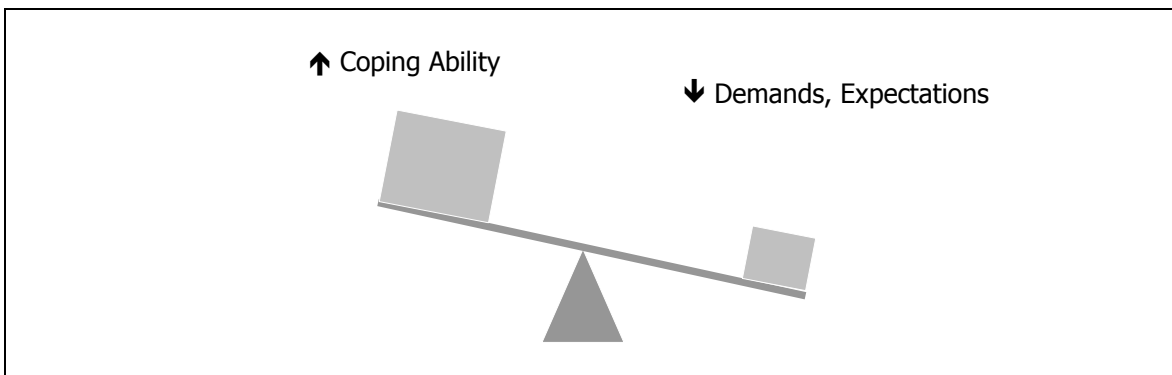 🡩 Coping Ability
🡫 Demands, Expectations